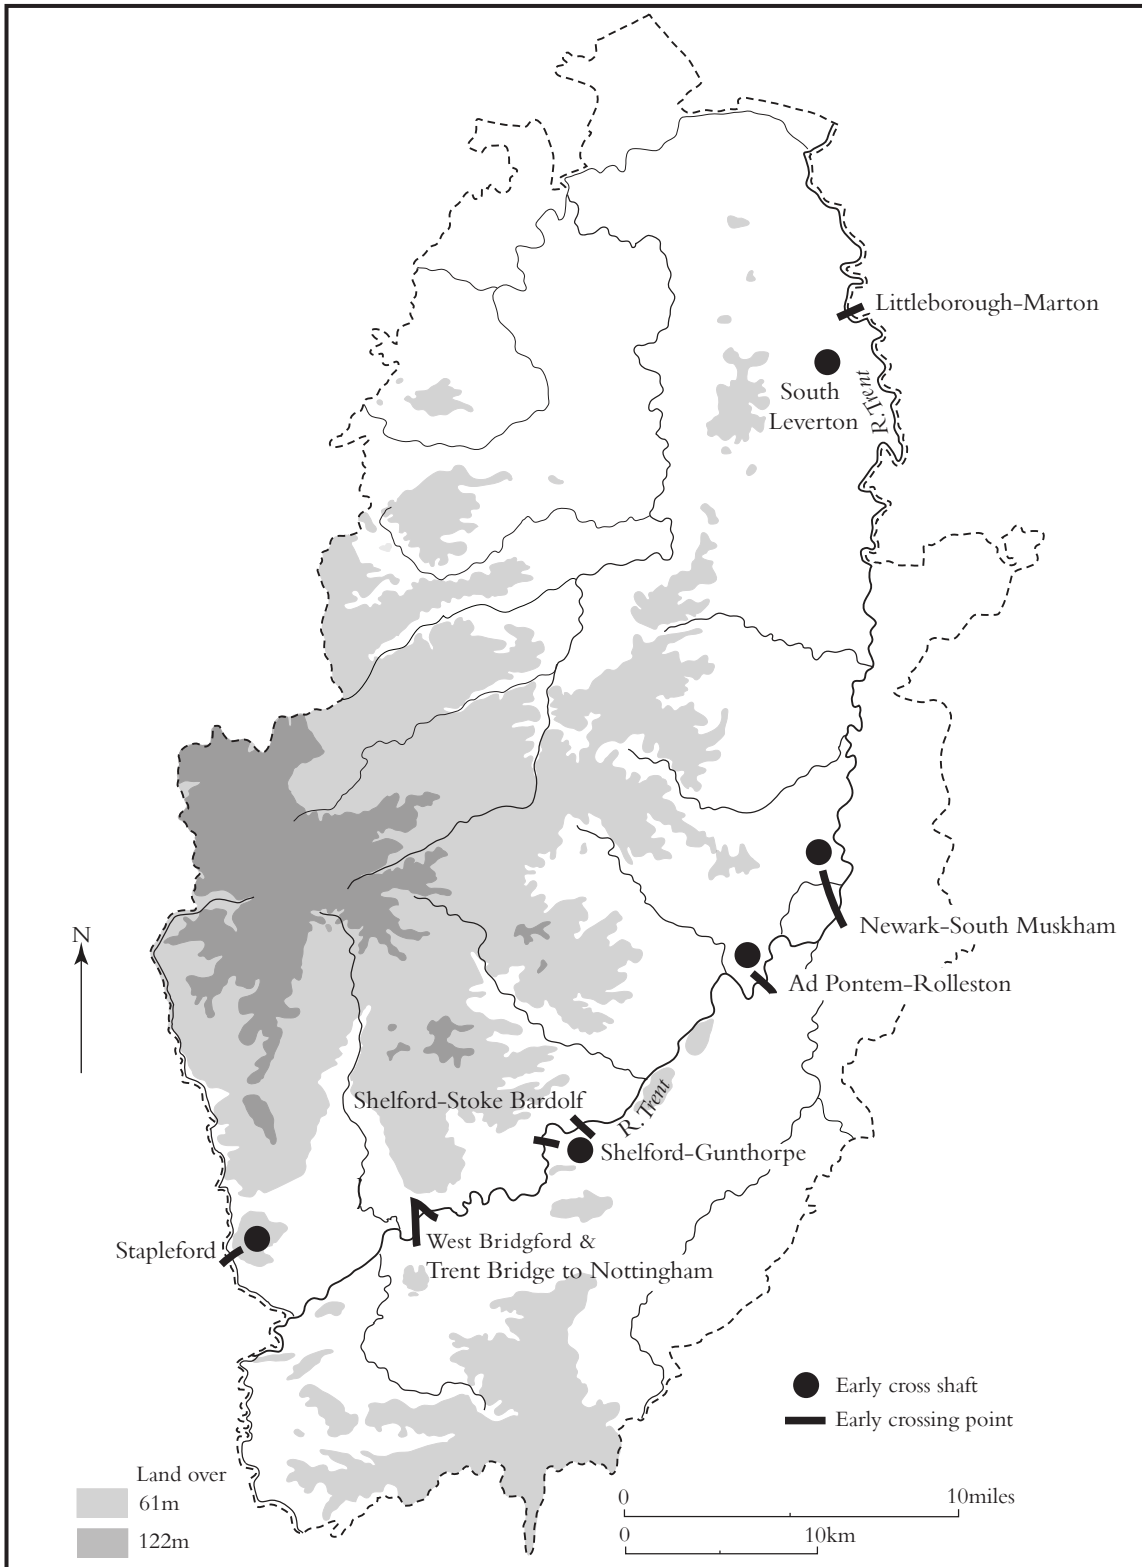 Littleborough-Marton
South
Leverton
R. Trent
N
Newark-South Muskham
Ad Pontem-Rolleston
Shelford-Stoke Bardolf
R. Trent
Shelford-Gunthorpe
Stapleford
West Bridgford &
Trent Bridge to Nottingham
Early cross shaft
Early crossing point
Land over
61m
122m
0
10miles
0
10km